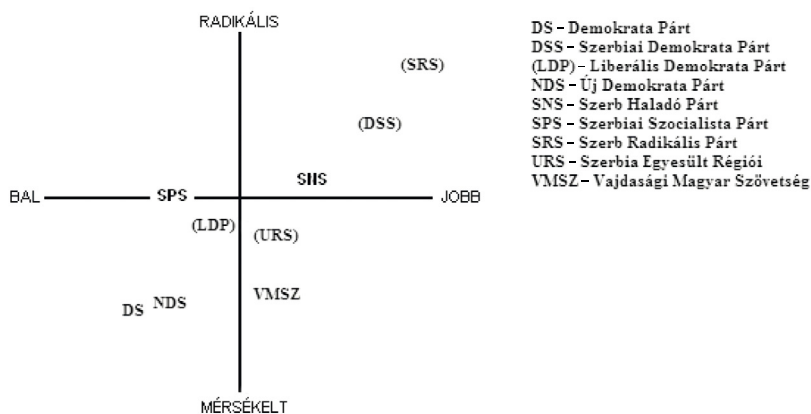 RADIKÁLIS
(SRS)
(DSS)
SNS
BAL
SPS
JOBB
(LDP)
(URS)
DS
NDS
VMSZ
MÉRSÉKELT
DS – Demokrata Párt
DSS – Szerbiai Demokrata Párt
(LDP) – Liberális Demokrata Párt
NDS – Új Demokrata Párt
SNS – Szerb Haladó Párt
SPS – Szerbiai Szocialista Párt
SRS – Szerb Radikális Párt
URS – Szerbia Egyesült Régiói
VMSZ – Vajdasági Magyar Szövetség